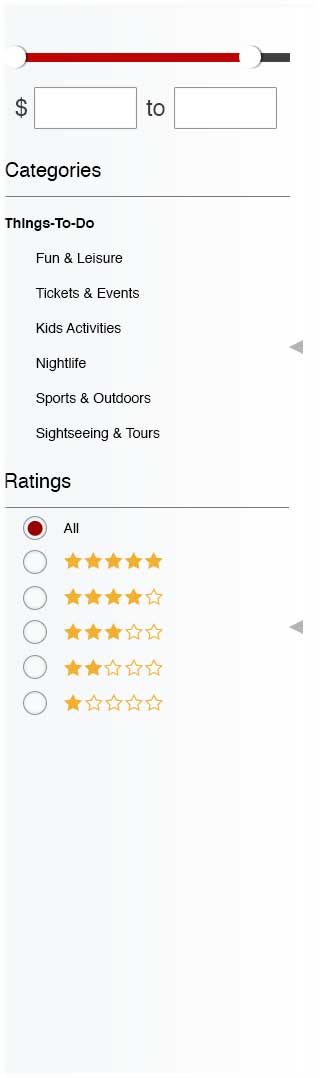 $ to
Categories
Things-To-Do
Fun & Leisure
Tickets & Events
Kids Activities
Nightlife
Sports & Outdoors
Sightseeing & Tours
Ratings
All